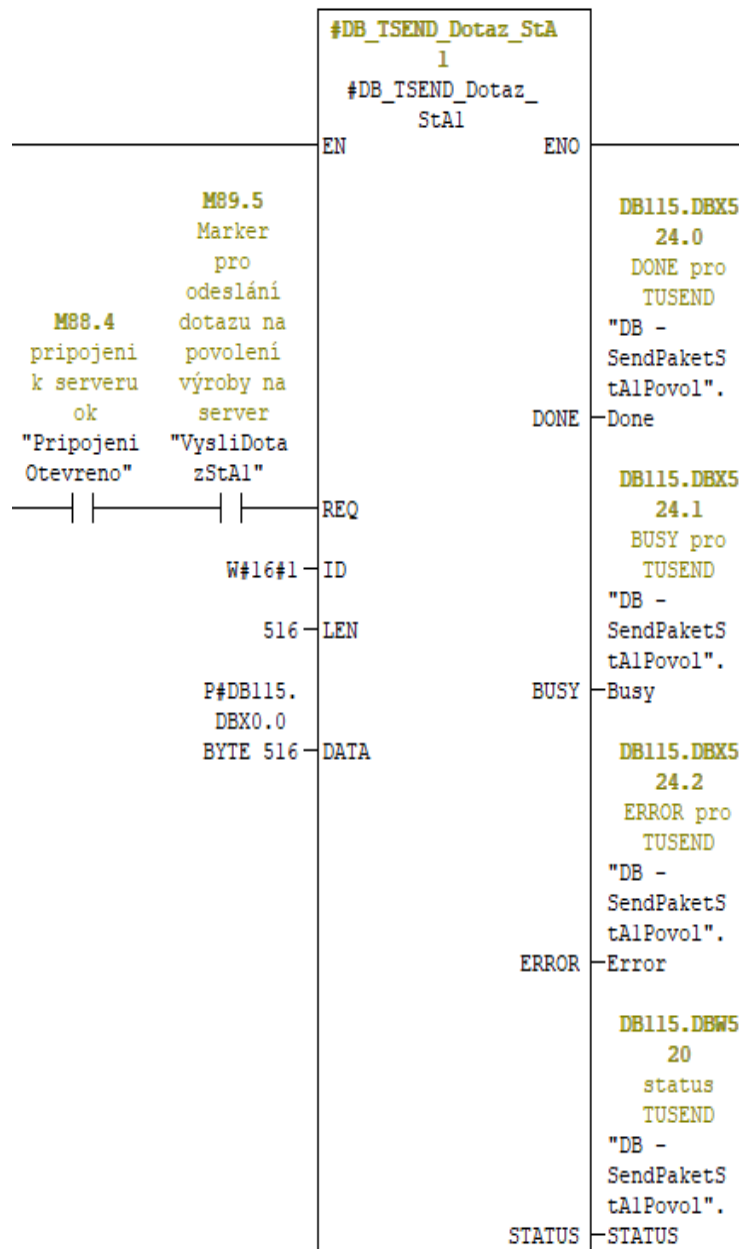 #DB_TSEND_Dotaz_StA
1
#DB_TSEND_Dotaz_
StA1
EN
ENO
M88.4
pripojeni
k serveru
ok
"Pripojeni
Otevreno"
M89.5
Marker
pro
odeslání
dotazu na
povolení
výroby na
server
"VysliDota
zStA1"
REQ
W#16#1
ID
516
LEN
P#DB115.
DBX0.0
BYTE 516
DATA
DB115.DBX5
24.0
DONE pro
TUSEND
"DB -
SendPaketS
tA1Povol".
DONE
Done
DB115.DBX5
24.1
BUSY pro
TUSEND
"DB -
SendPaketS
tA1Povol".
BUSY
Busy
DB115.DBX5
24.2
ERROR pro
TUSEND
"DB -
SendPaketS
tA1Povol".
ERROR
Error
DB115.DBW5
20
status
TUSEND
"DB -
SendPaketS
tA1Povol".
STATUS
STATUS